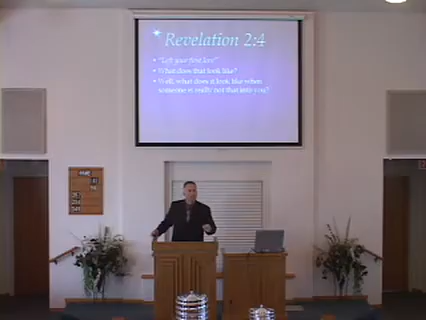 Revelation 2:4
• "Left your first love"
• What does that look like?
• Well, what does it look like when
someone is really not that into you?